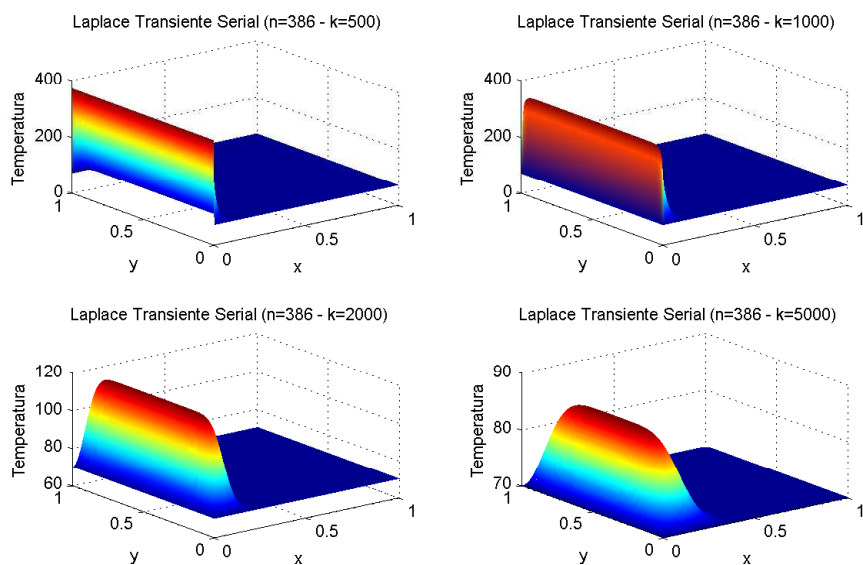 Laplace Transiente Serial (n=386 - k=500)
400
200
0
Temperatura
1
0.5
0
y
0
0.5
1
x
Laplace Transiente Serial (n=386 - k=1000)
400
200
0
Temperatura
1
0.5
0
y
0
0.5
1
x
Laplace Transiente Serial (n=386 - k=2000)
120
100
80
60
Temperatura
1
0.5
0
y
0
0.5
1
x
Laplace Transiente Serial (n=386 - k=5000)
90
80
70
Temperatura
1
0.5
0
y
0
0.5
1
x